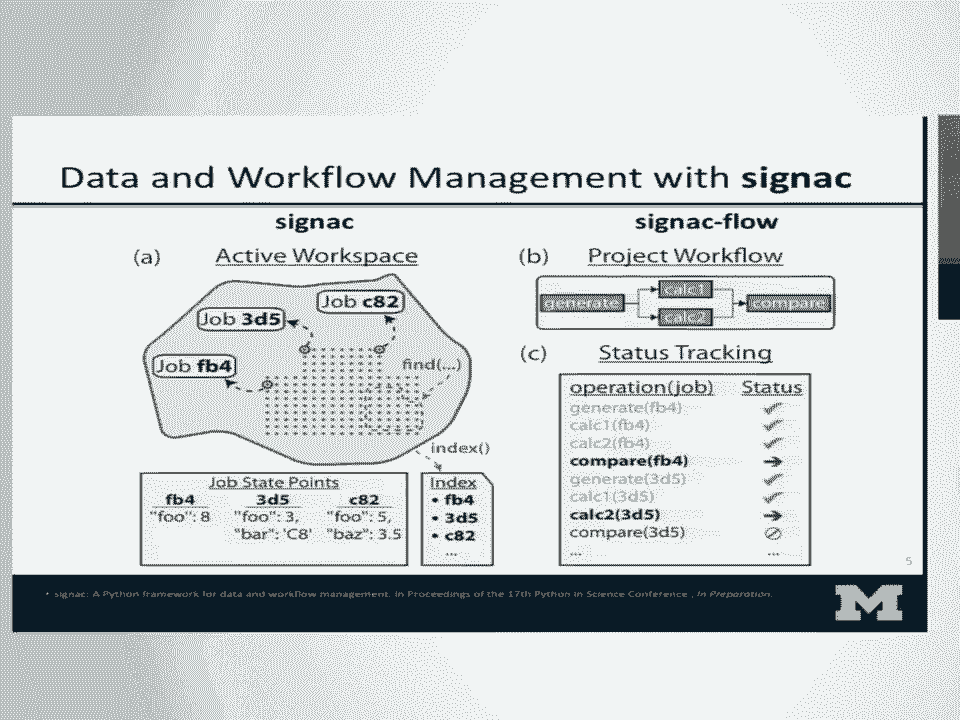 Data and Workflow Management with signac
signac
(a) Active Workspace
Job c82
Job 3d5
Job fb4
find(...)
index()
Job State Points
fb4 3d5 c82
"foo": 8 "foo": 3, "foo": 5,
"bar": 'C8' "baz": 3.5
Index
• fb4
• 3d5
• c82
...
signac-flow
(b) Project Workflow
generate
calc1
calc2
compare
(c) Status Tracking
operation(job) Status
generate(fb4)
calc1(fb4)
calc2(fb4)
compare(fb4)
generate(3d5)
calc1(3d5)
calc2(3d5)
compare(3d5)
... ...
5
• signac: A Python framework for data and workflow management. In Proceedings of the 17th Python in Science Conference , In Preparation.
M